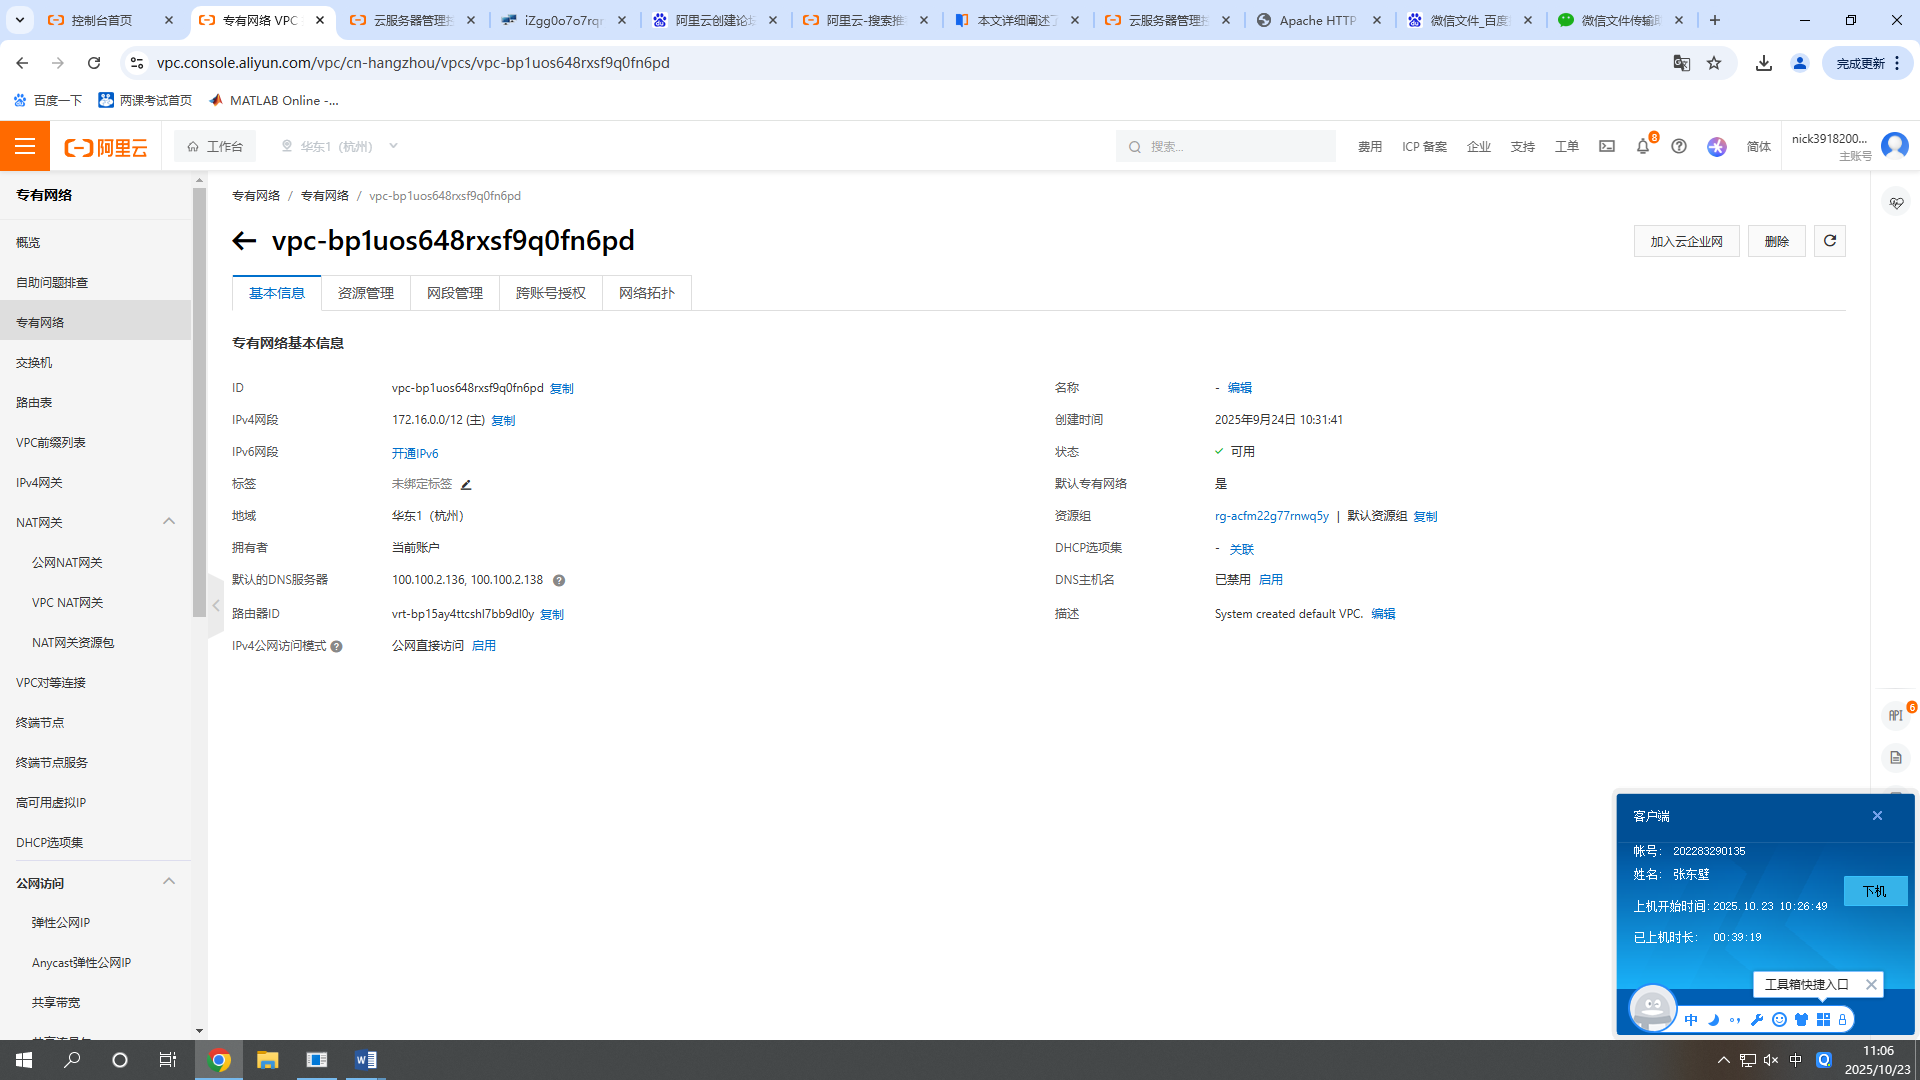 控制台首页
专有网络 VPC
云服务器管理控
iZgg0o7o7rqr
阿里云创建论坛
阿里云-搜索推
本文详细阐述了
云服务器管理控
Apache HTTP
微信文件_百度
微信文件传输助
vpc.console.aliyun.com/vpc/cn-hangzhou/vpcs/vpc-bp1uos648rxsf9q0fn6pd
完成更新
百度一下
两课考试首页
MATLAB Online -...
阿里云
工作台
华东1（杭州）
搜索...
费用
ICP 备案
企业
支持
工单
8
简体
nick3918200...
主账号
专有网络
概览
自助问题排查
专有网络
交换机
路由表
VPC前缀列表
IPv4网关
NAT网关
公网NAT网关
VPC NAT网关
NAT网关资源包
VPC对等连接
终端节点
终端节点服务
高可用虚拟IP
DHCP选项集
公网访问
弹性公网IP
Anycast弹性公网IP
共享带宽
专有网络 / 专有网络 / vpc-bp1uos648rxsf9q0fn6pd
vpc-bp1uos648rxsf9q0fn6pd
加入云企业网
删除
基本信息
资源管理
网段管理
跨账号授权
网络拓扑
专有网络基本信息
ID vpc-bp1uos648rxsf9q0fn6pd 复制
名称 - 编辑
IPv4网段 172.16.0.0/12 (主) 复制
创建时间 2025年9月24日 10:31:41
IPv6网段 开通IPv6
状态 可用
标签 未绑定标签
默认专有网络 是
地域 华东1（杭州）
资源组 rg-acfm22g77rnwq5y | 默认资源组 复制
拥有者 当前账户
DHCP选项集 - 关联
默认的DNS服务器 100.100.2.136, 100.100.2.138
DNS主机名 已禁用 启用
路由器ID vrt-bp15ay4ttcshl7bb9dl0y 复制
描述 System created default VPC. 编辑
IPv4公网访问模式 公网直接访问 启用
API
6
客户端
帐号： 202283290135
姓名： 张东壁
下机
上机开始时间:2025.10.23 10:26:49
已上机时长： 00:39:19
工具箱快捷入口
中
中
11:06
2025/10/23